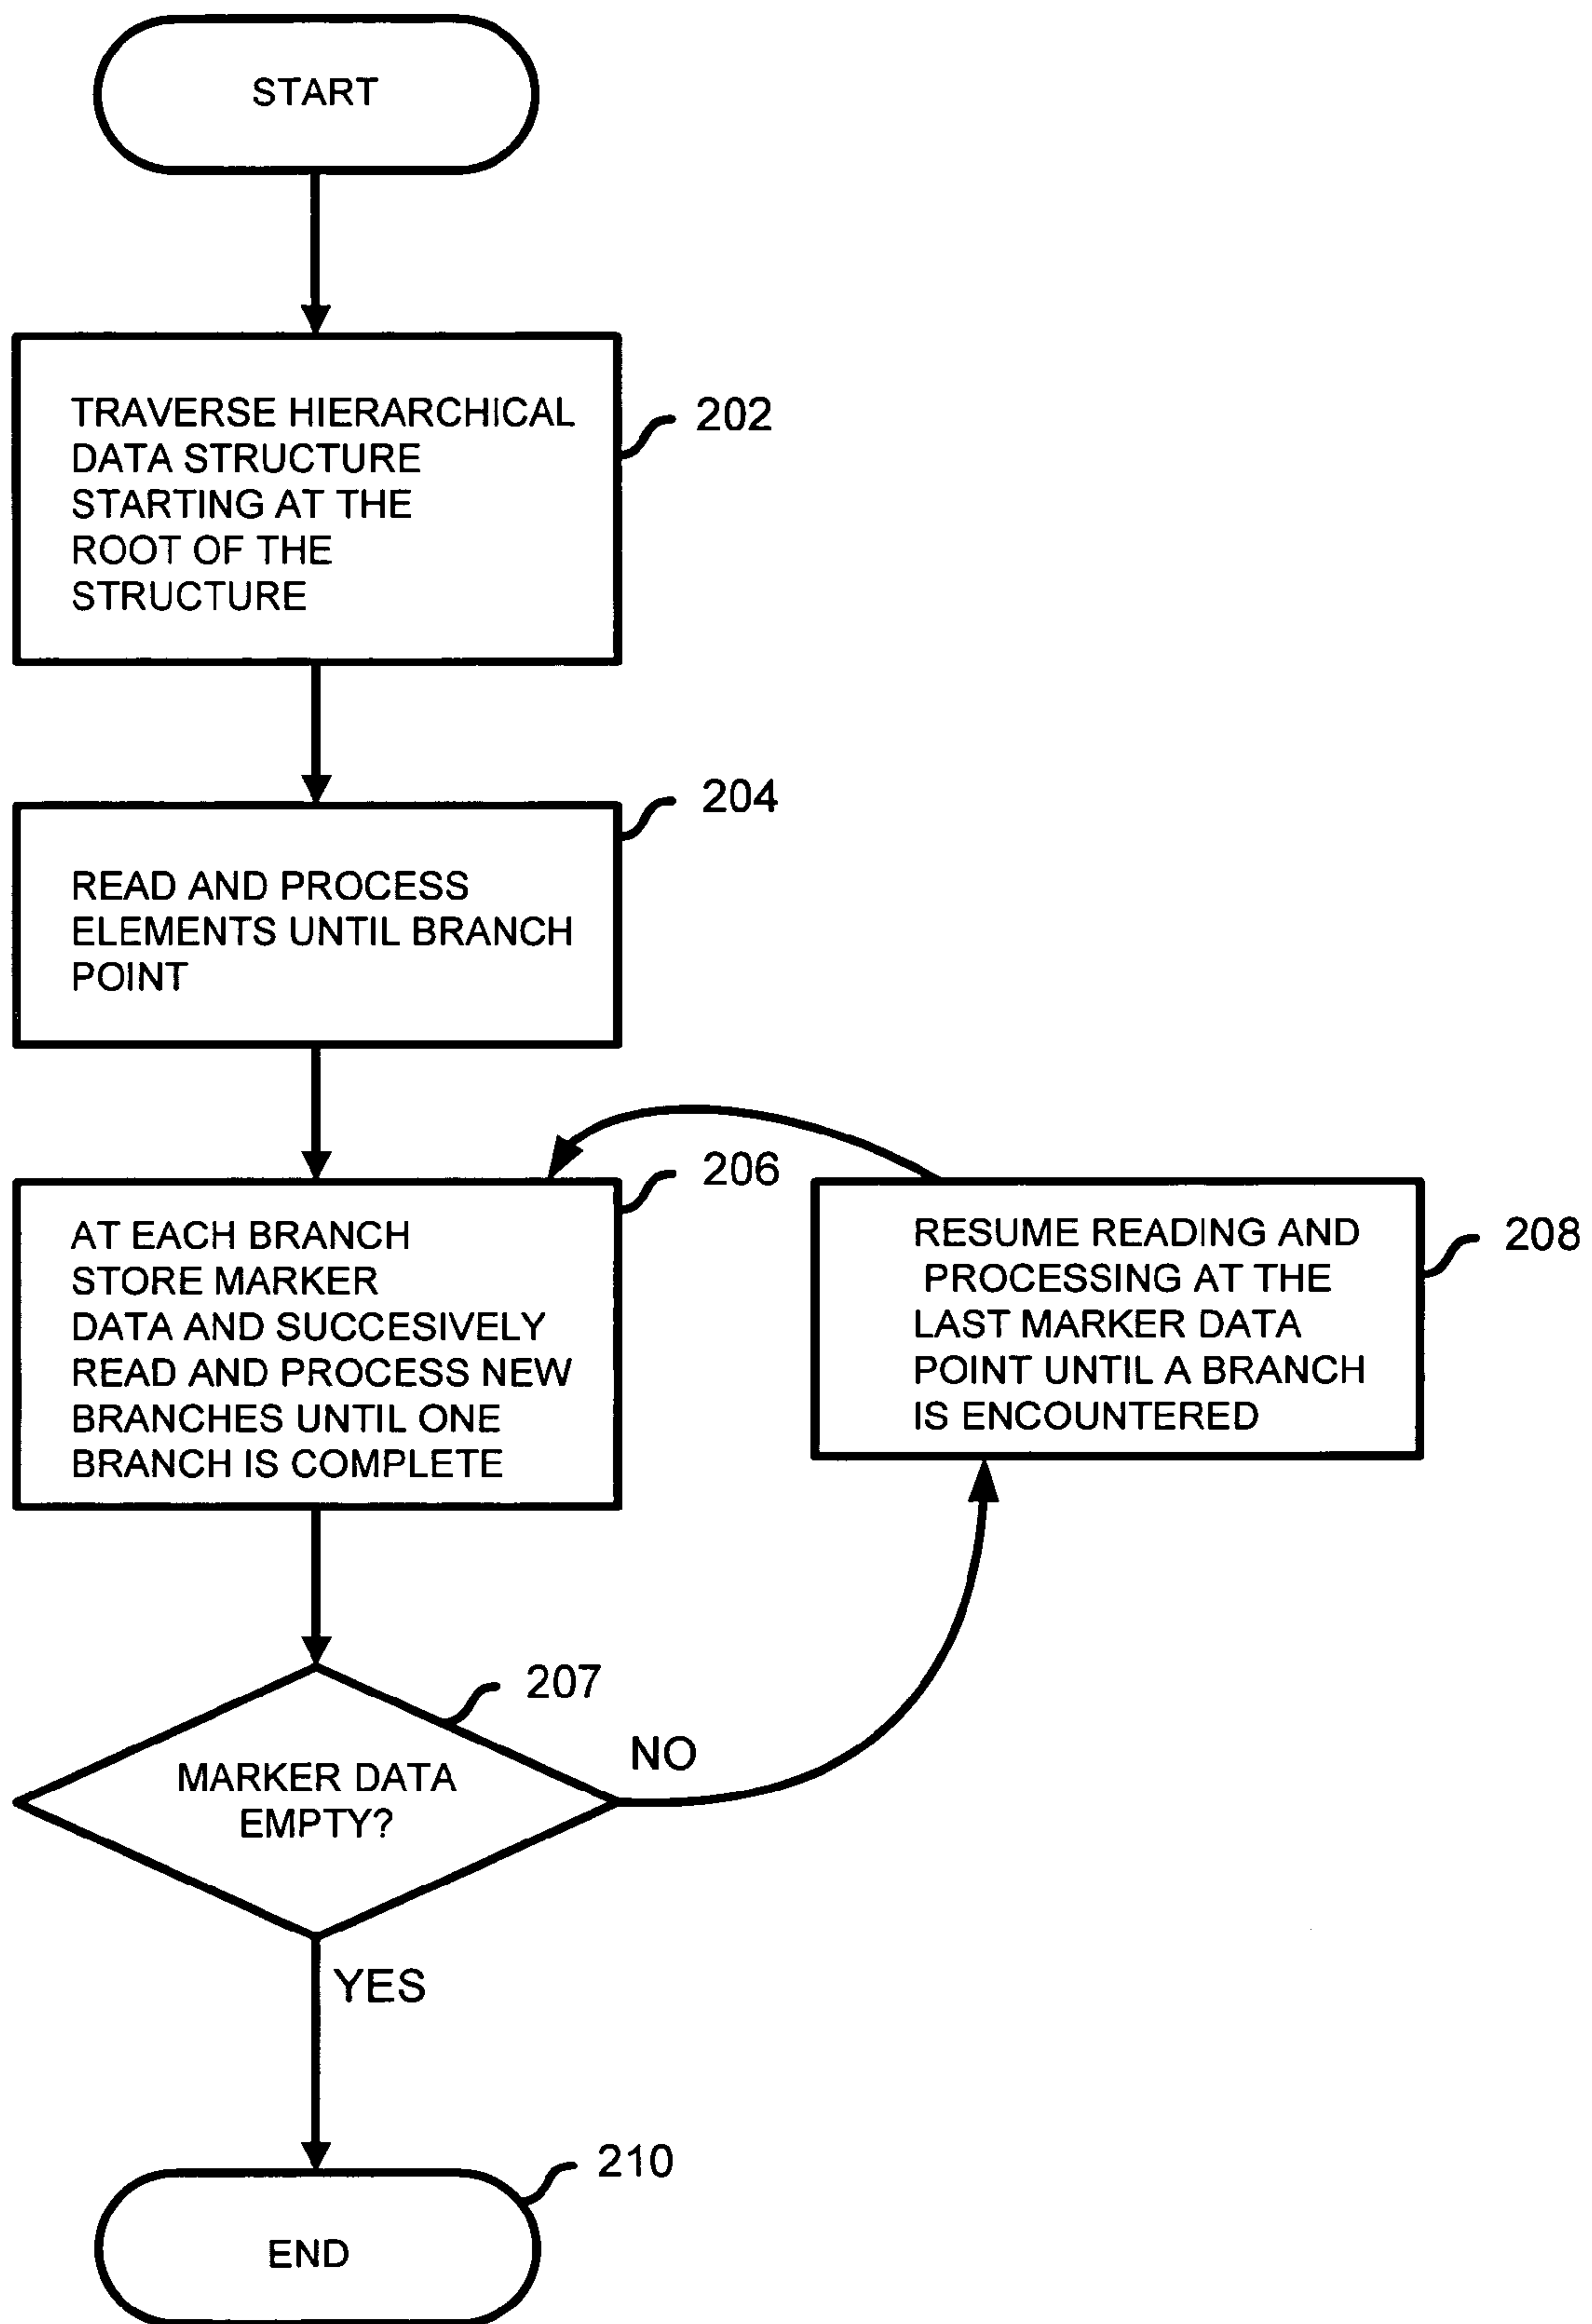 START
TRAVERSE HIERARCHICAL
DATA STRUCTURE
STARTING AT THE
ROOT OF THE
STRUCTURE
202
204
READ AND PROCESS
ELEMENTS UNTIL BRANCH
POINT
206
AT EACH BRANCH
STORE MARKER
DATA AND SUCCESIVELY
READ AND PROCESS NEW
BRANCHES UNTIL ONE
BRANCH IS COMPLETE
208
RESUME READING AND
PROCESSING AT THE
LAST MARKER DATA
POINT UNTIL A BRANCH
IS ENCOUNTERED
207
MARKER DATA
EMPTY?
NO
YES
210
END